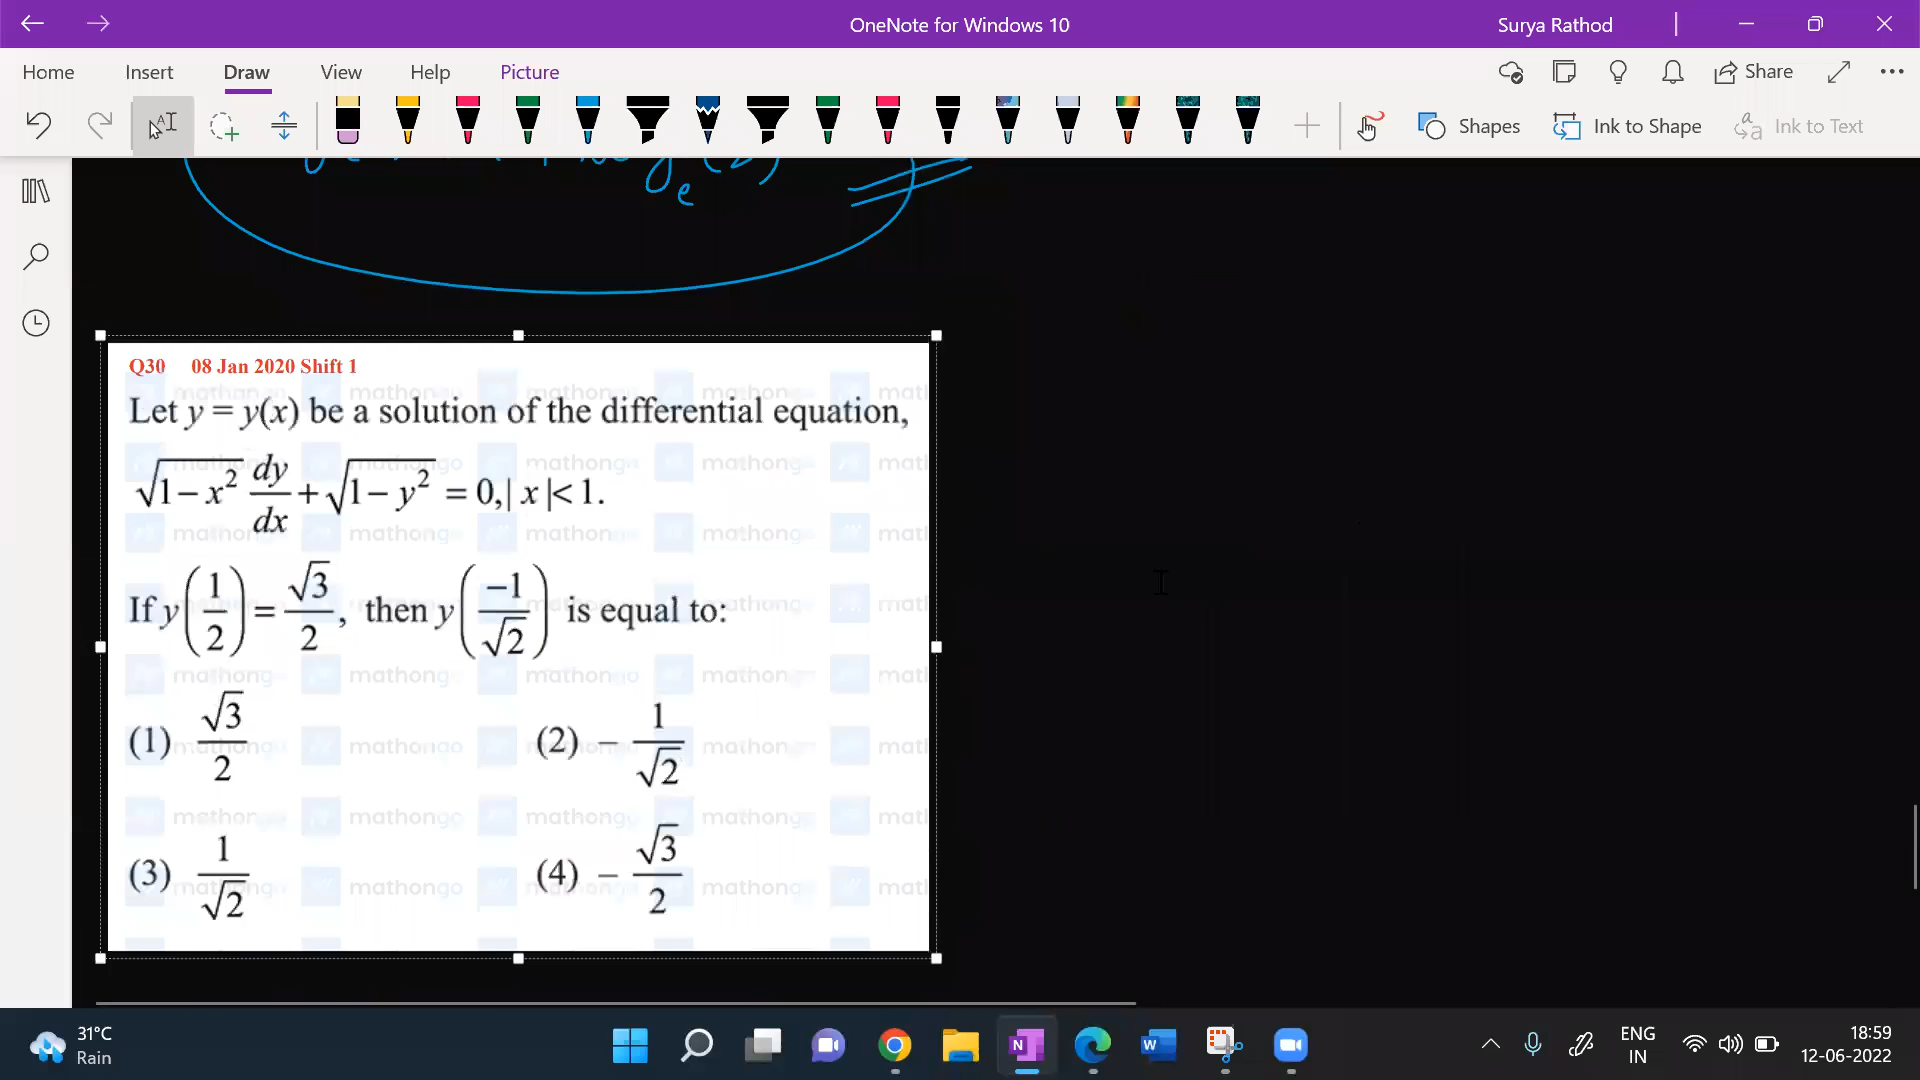 OneNote for Windows 10
Surya Rathod
Home Insert Draw View Help Picture
Share
Shapes Ink to Shape Ink to Text
Q30 08 Jan 2020 Shift 1
Let y = y(x) be a solution of the differential equation,
√(1 − x²) dy/dx + √(1 − y²) = 0, | x |< 1.
If y(1/2) = √3/2, then y(−1/√2) is equal to:
(1) √3/2 (2) − 1/√2
(3) 1/√2 (4) − √3/2
31°C
Rain
ENG
IN
18:59
12-06-2022